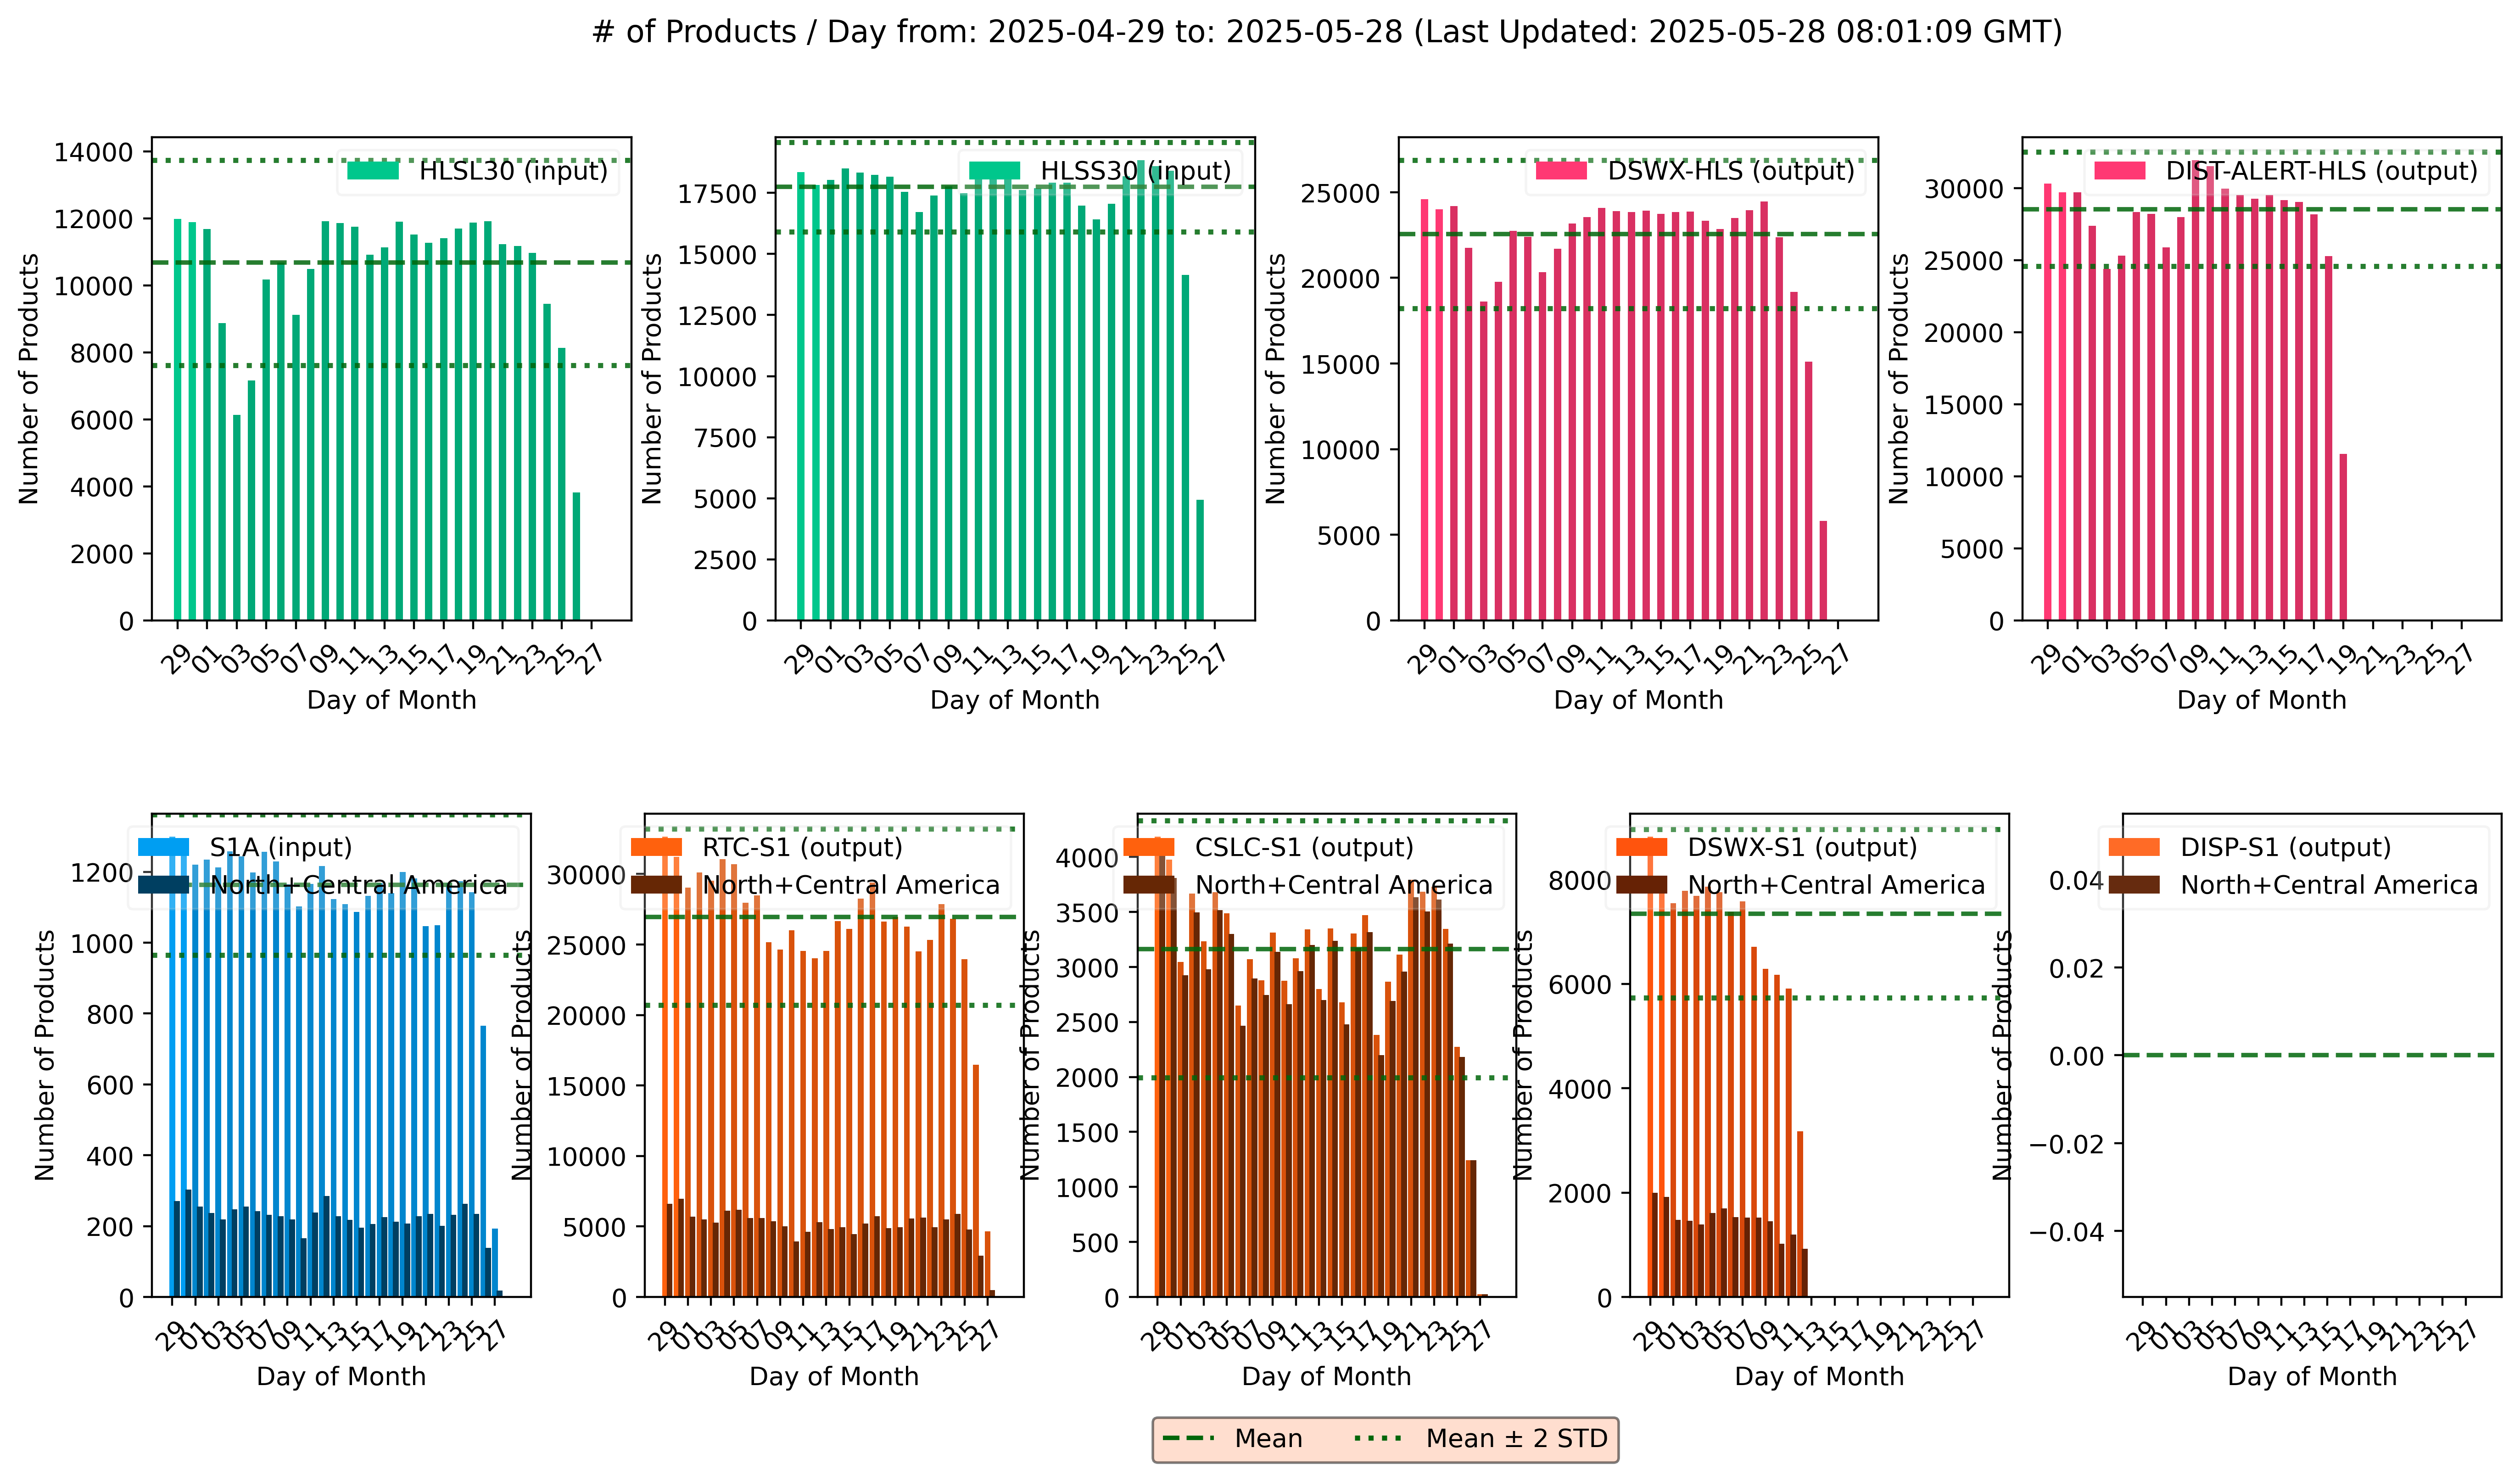 # of Products / Day from: 2025-04-29 to: 2025-05-28 (Last Updated: 2025-05-28 08:01:09 GMT)
HLSL30 (input)
Number of Products
14000
12000
10000
8000
6000
4000
2000
0
29 01 03 05 07 09 11 13 15 17 19 21 23 25 27
Day of Month
HLSS30 (input)
Number of Products
17500
15000
12500
10000
7500
5000
2500
0
29 01 03 05 07 09 11 13 15 17 19 21 23 25 27
Day of Month
DSWX-HLS (output)
Number of Products
25000
20000
15000
10000
5000
0
29 01 03 05 07 09 11 13 15 17 19 21 23 25 27
Day of Month
DIST-ALERT-HLS (output)
Number of Products
30000
25000
20000
15000
10000
5000
0
29 01 03 05 07 09 11 13 15 17 19 21 23 25 27
Day of Month
S1A (input)
North+Central America
Number of Products
1200
1000
800
600
400
200
0
29 01 03 05 07 09 11 13 15 17 19 21 23 25 27
Day of Month
RTC-S1 (output)
North+Central America
Number of Products
30000
25000
20000
15000
10000
5000
0
29 01 03 05 07 09 11 13 15 17 19 21 23 25 27
Day of Month
CSLC-S1 (output)
North+Central America
Number of Products
4000
3500
3000
2500
2000
1500
1000
500
0
29 01 03 05 07 09 11 13 15 17 19 21 23 25 27
Day of Month
DSWX-S1 (output)
North+Central America
Number of Products
8000
6000
4000
2000
0
29 01 03 05 07 09 11 13 15 17 19 21 23 25 27
Day of Month
DISP-S1 (output)
North+Central America
Number of Products
0.04
0.02
0.00
−0.02
−0.04
29 01 03 05 07 09 11 13 15 17 19 21 23 25 27
Day of Month
Mean
Mean ± 2 STD